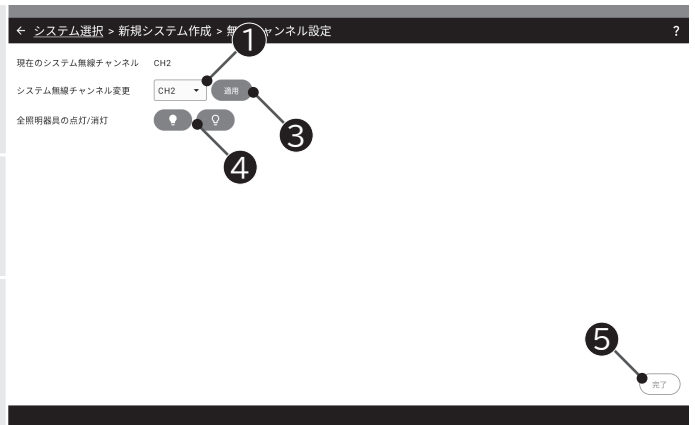 ← システム選択 > 新規システム作成 > 無 チャンネル設定 ?
1
現在のシステム無線チャンネル CH2
システム無線チャンネル変更 CH2 適用
3
全照明器具の点灯/消灯
4
5
完了